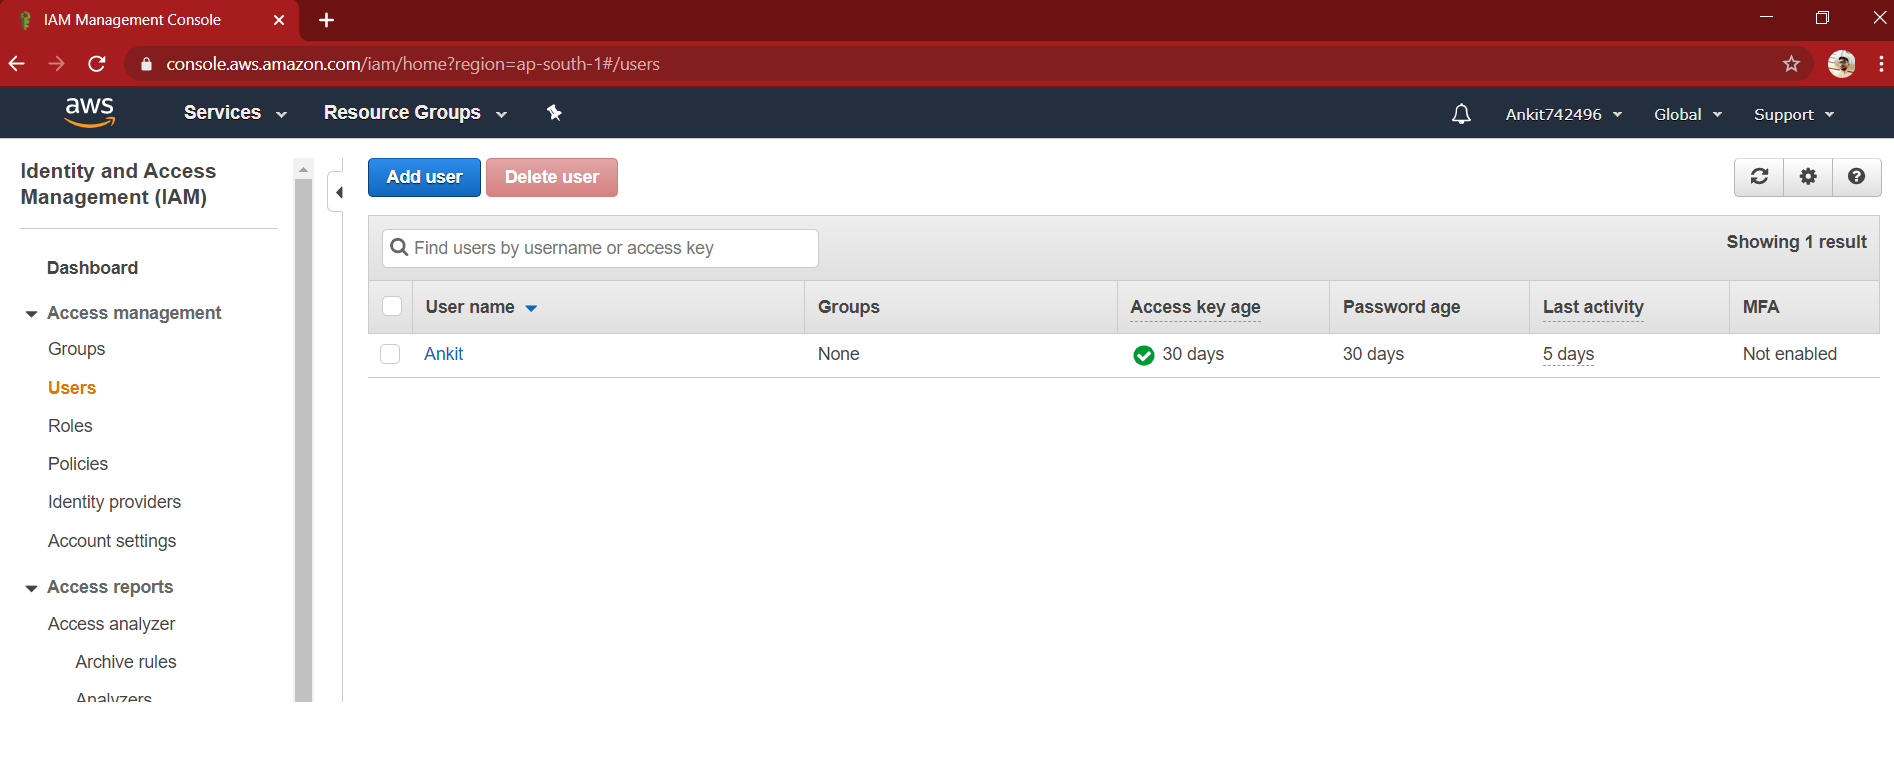 IAM Management Console
console.aws.amazon.com/iam/home?region=ap-south-1#/users
aws
Services
Resource Groups
Ankit742496
Global
Support
Identity and Access
Management (IAM)
Dashboard
Access management
Groups
Users
Roles
Policies
Identity providers
Account settings
Access reports
Access analyzer
Archive rules
Analyzers
Add user
Delete user
Find users by username or access key
Showing 1 result
User name Groups Access key age Password age Last activity MFA
Ankit None 30 days 30 days 5 days Not enabled